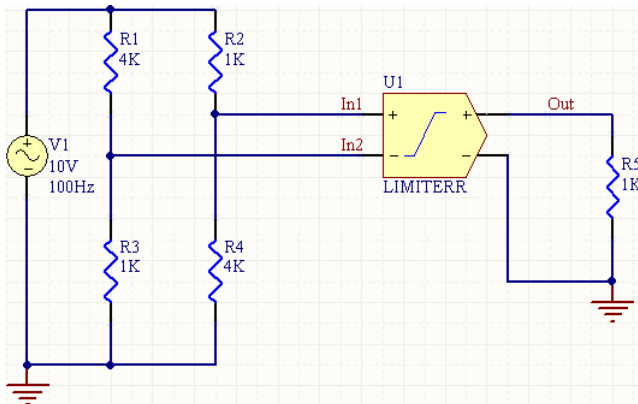 R1
4K
R2
1K
U1
In1
Out
In2
V1
10V
100Hz
LIMITERR
R5
1K
R3
1K
R4
4K